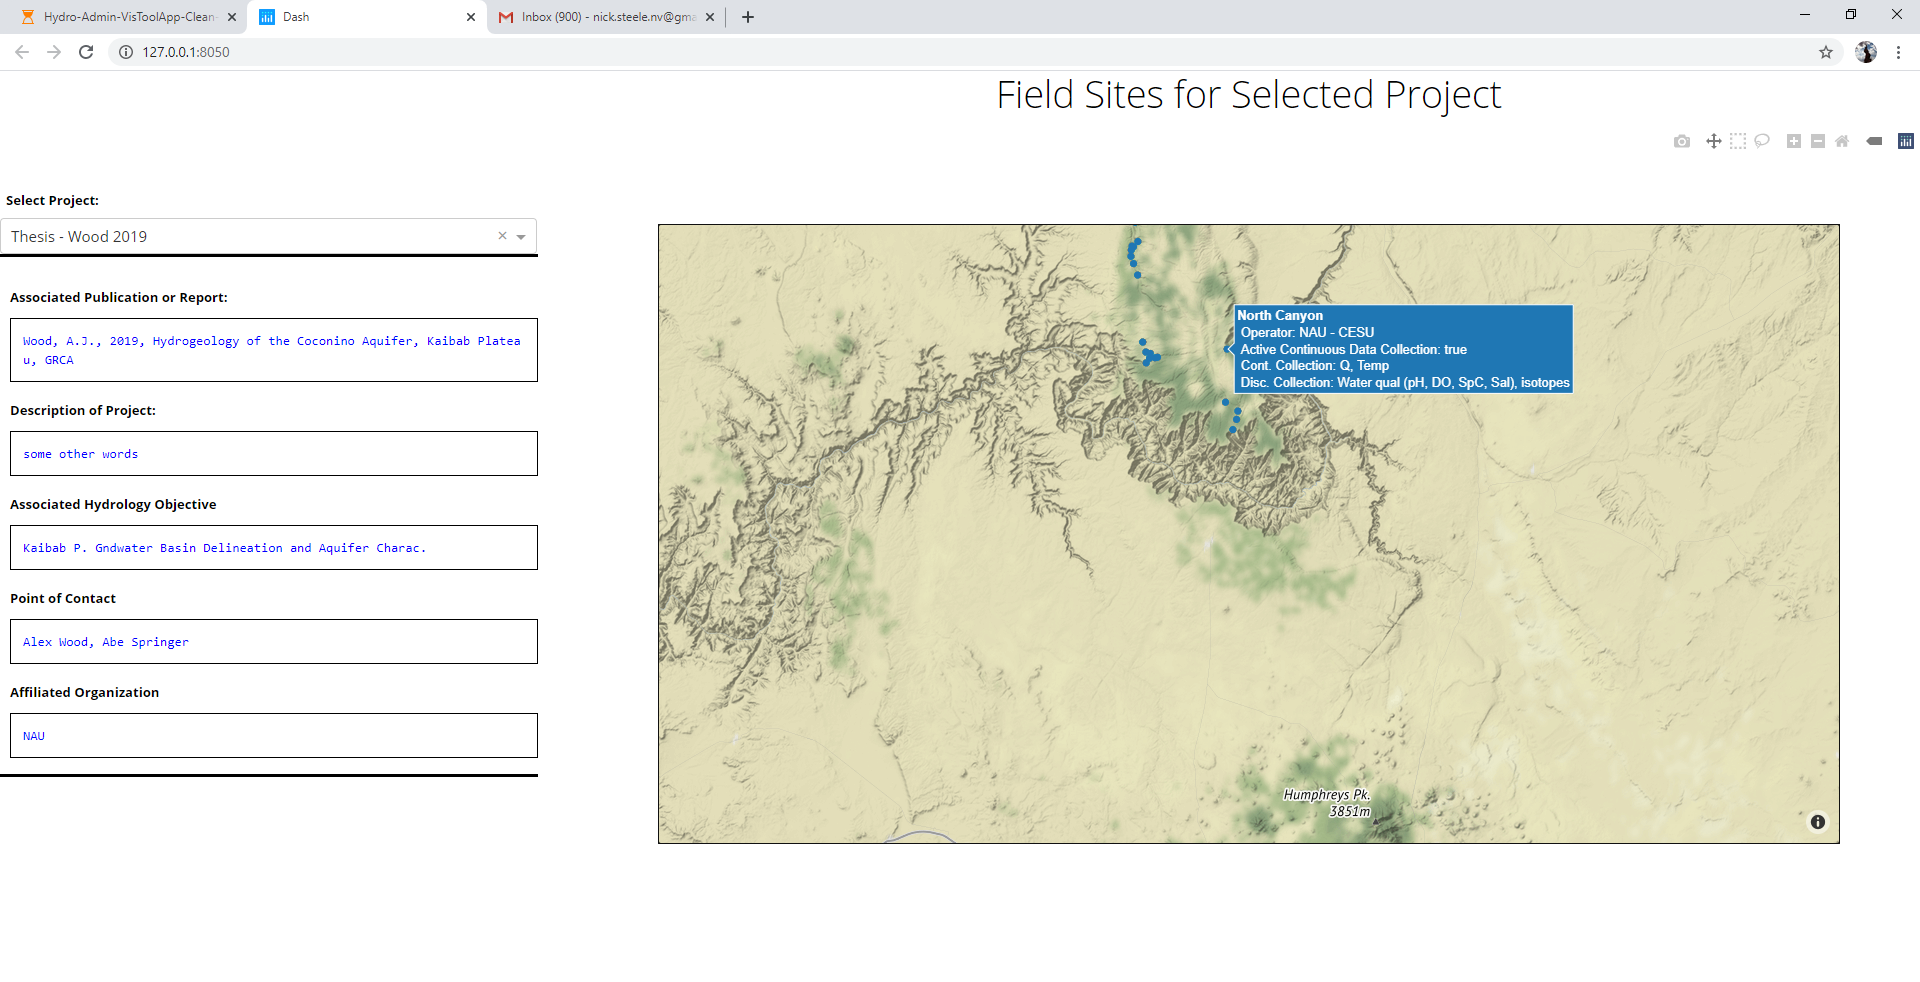 Hydro-Admin-VisToolApp-Clean-
Dash
Inbox (900) - nick.steele.nv@gma
127.0.0.1:8050
Field Sites for Selected Project
Select Project:
Thesis - Wood 2019
Associated Publication or Report:
Wood, A.J., 2019, Hydrogeology of the Coconino Aquifer, Kaibab Platea
u, GRCA
Description of Project:
some other words
Associated Hydrology Objective
Kaibab P. Gndwater Basin Delineation and Aquifer Charac.
Point of Contact
Alex Wood, Abe Springer
Affiliated Organization
NAU
North Canyon
Operator: NAU - CESU
Active Continuous Data Collection: true
Cont. Collection: Q, Temp
Disc. Collection: Water qual (pH, DO, SpC, Sal), isotopes
Humphreys Pk.
3851m